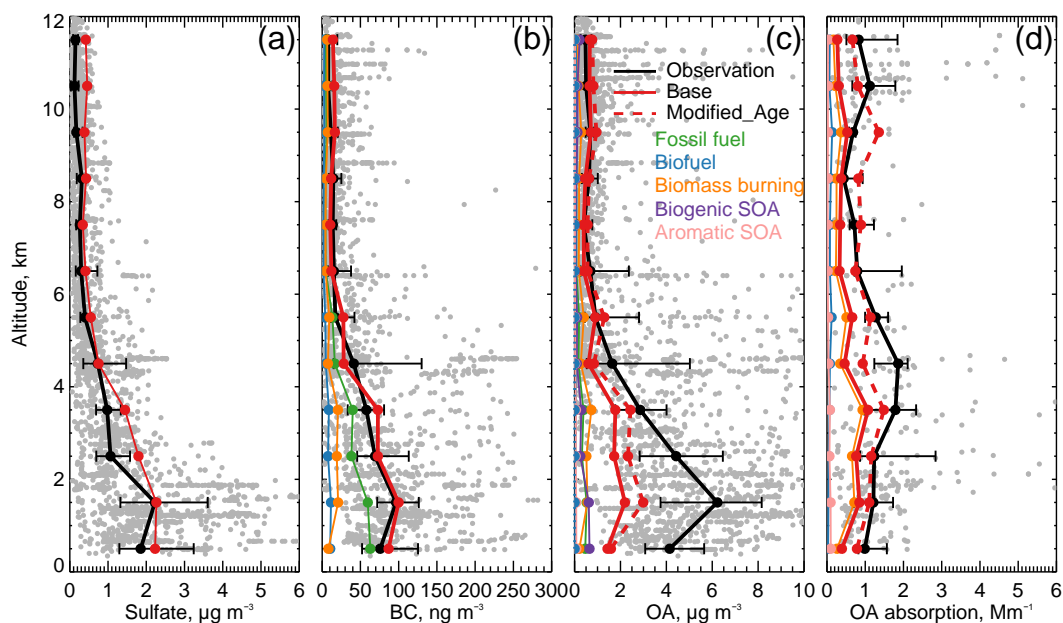 (a) (b) (c) (d)
Observation
Base
Modified_Age
Fossil fuel
Biofuel
Biomass burning
Biogenic SOA
Aromatic SOA
Altitude, km
12
10
8
6
4
2
0
0 1 2 3 4 5 6
0 50 100 150 200 250 300
0 2 4 6 8 10
0 1 2 3 4 5 6
Sulfate, μg m⁻³
BC, ng m⁻³
OA, μg m⁻³
OA absorption, Mm⁻¹